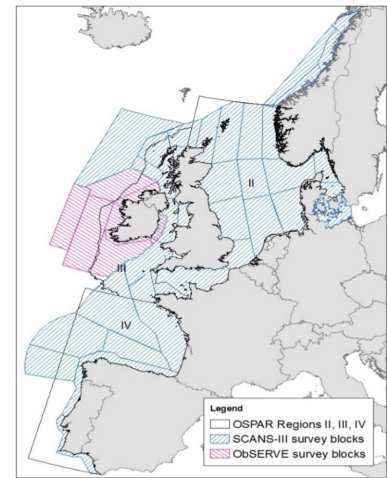 II
III
IV
Legend
OSPAR Regions II, III, IV
SCANS-III survey blocks
ObSERVE survey blocks